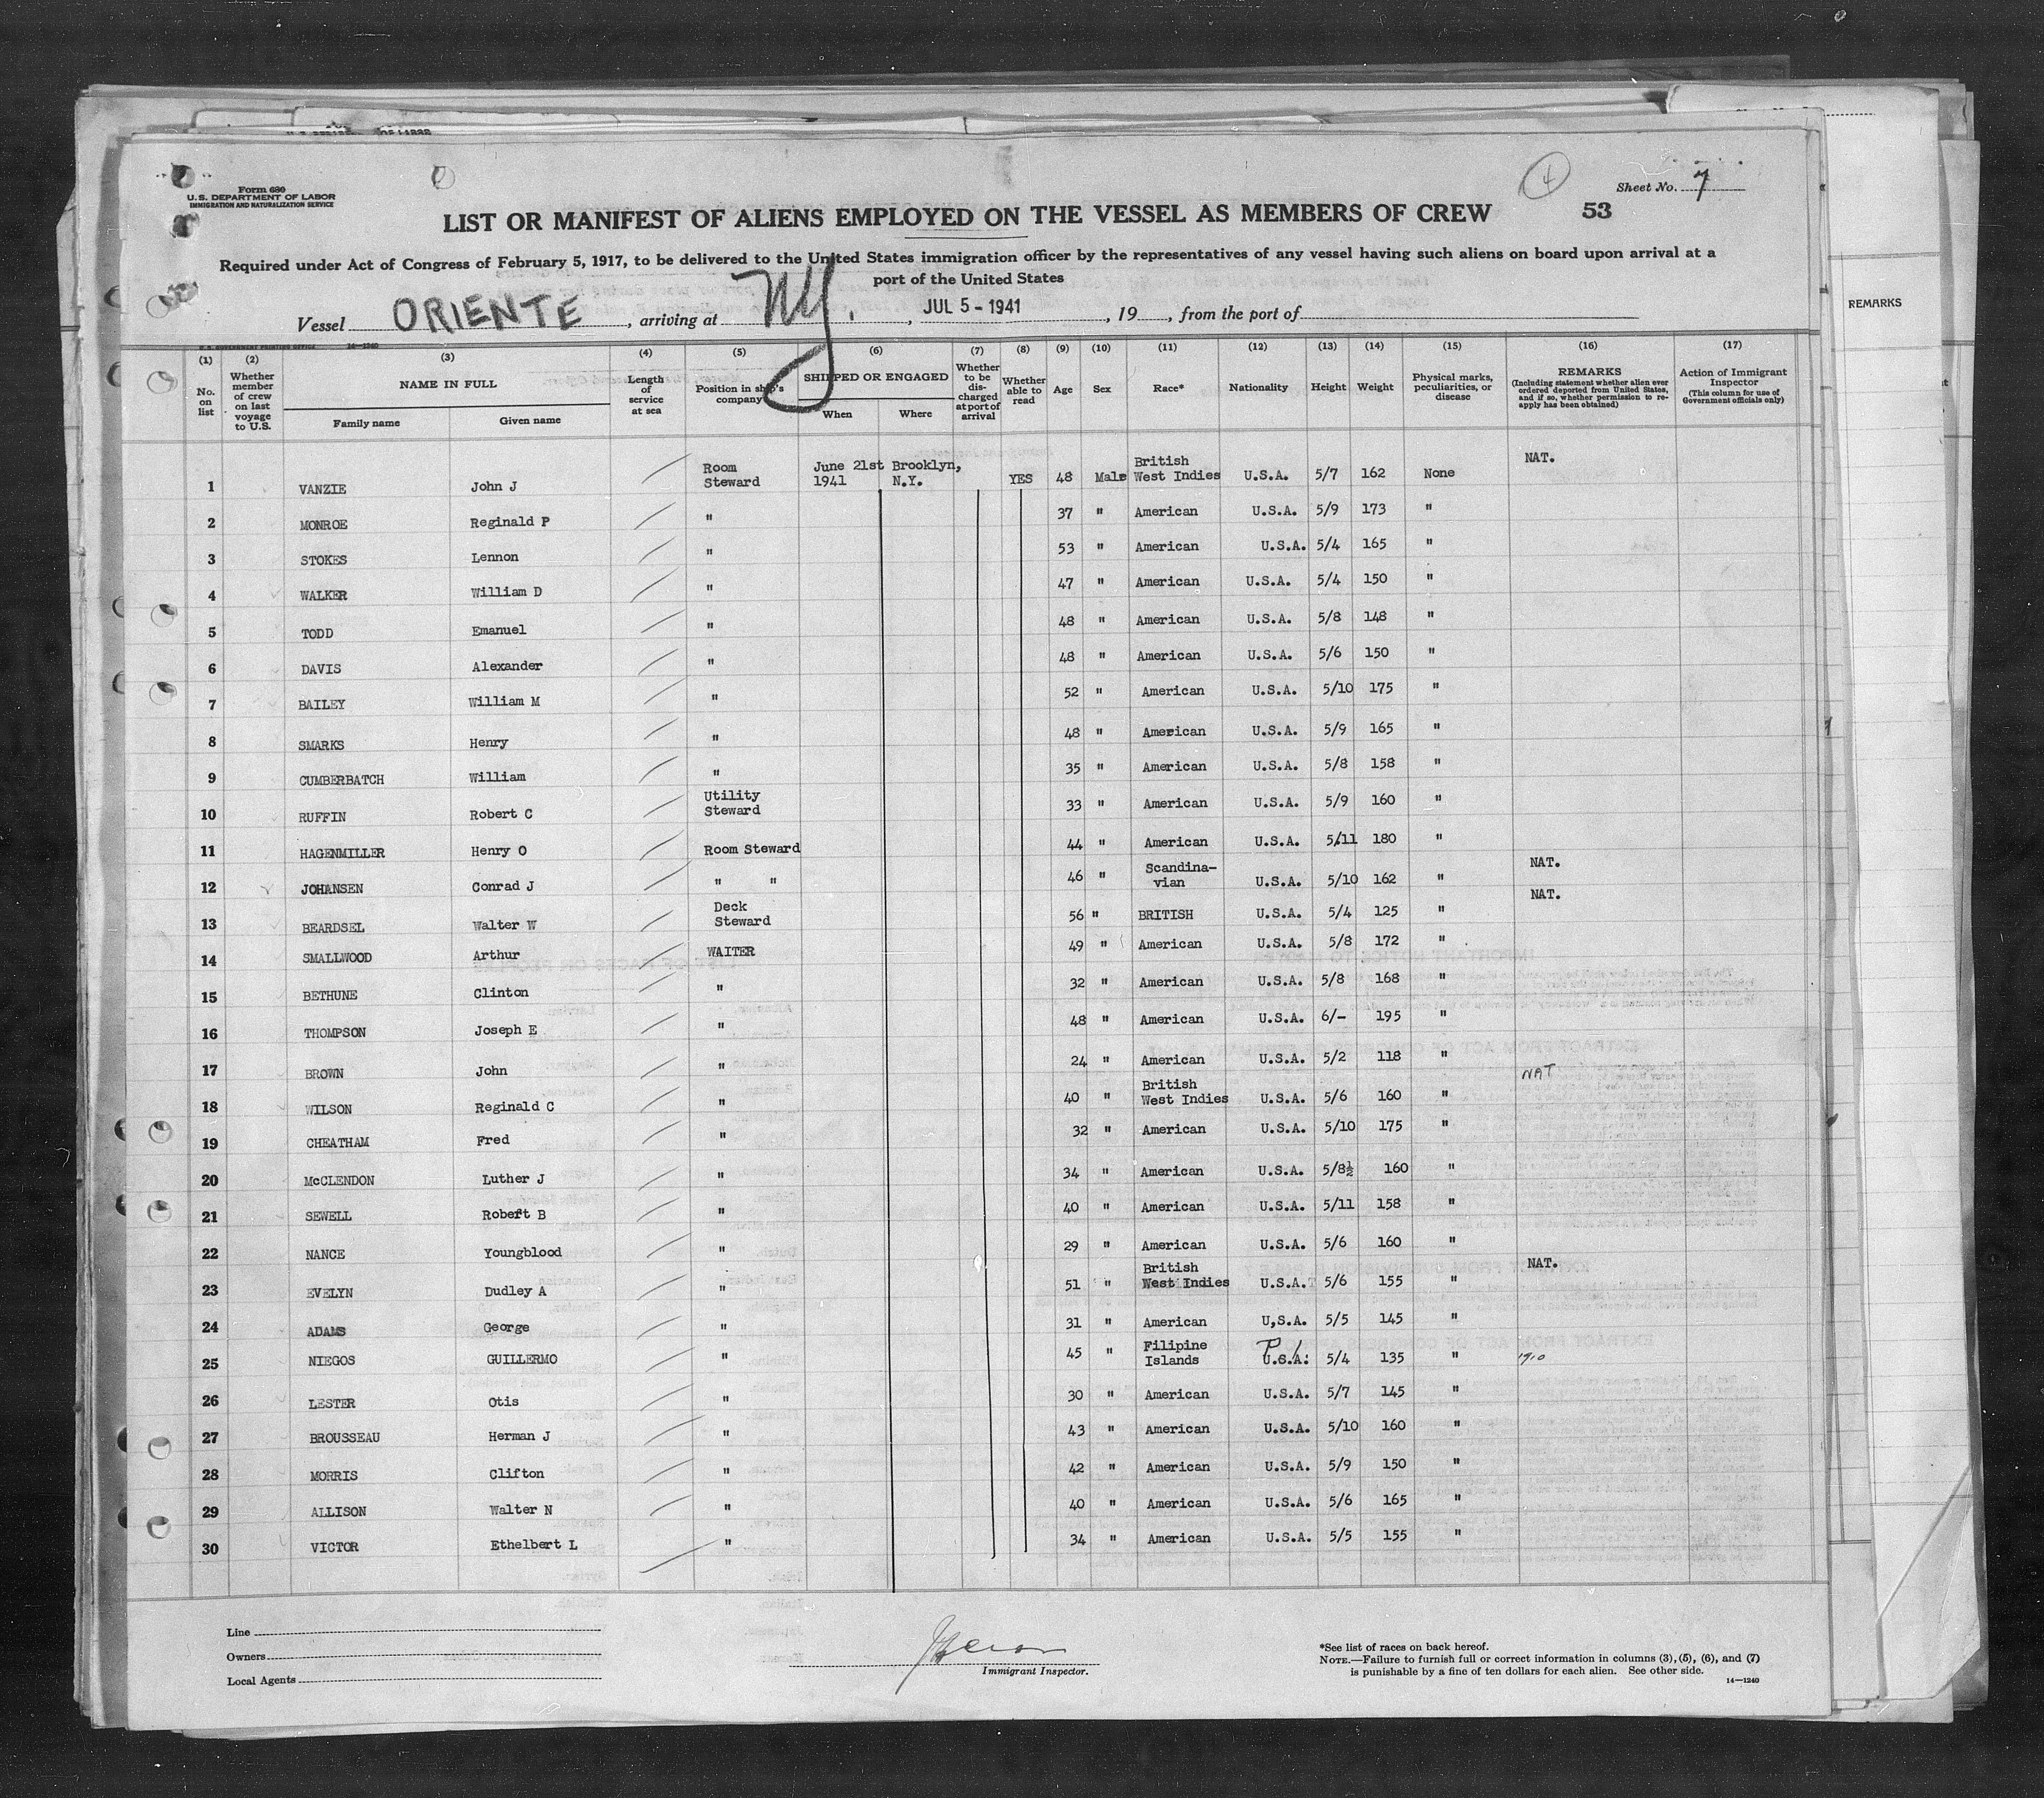 Form 680
U.S. DEPARTMENT OF LABOR
IMMIGRATION AND NATURALIZATION SERVICE
4
Sheet No. 7
LIST OR MANIFEST OF ALIENS EMPLOYED ON THE VESSEL AS MEMBERS OF CREW 53
Required under Act of Congress of February 5, 1917, to be delivered to the United States immigration officer by the representatives of any vessel having such aliens on board upon arrival at a
port of the United States
Vessel ORIENTE, arriving at NY., JUL 5 - 1941, 19 , from the port of
REMARKS
U.S. GOVERNMENT PRINTING OFFICE 14—1240
(1) No. on list
(2) Whether member of crew on last voyage to U.S.
(3) NAME IN FULL Family name Given name
(4) Length of service at sea
(5) Position in ship's company
(6) SHIPPED OR ENGAGED When Where
(7) Whether to be discharged at port of arrival
(8) Whether able to read
(9) Age
(10) Sex
(11) Race*
(12) Nationality
(13) Height
(14) Weight
(15) Physical marks, peculiarities, or disease
(16) REMARKS (Including statement whether alien ever ordered deported from United States, and if so, whether permission to re-apply has been obtained)
(17) Action of Immigrant Inspector (This column for use of Government officials only)
1 VANZIE John J Room Steward June 21st 1941 Brooklyn, N.Y. YES 48 Male British West Indies U.S.A. 5/7 162 None NAT.
2 MONROE Reginald P " 37 " American U.S.A. 5/9 173 "
3 STOKES Lennon " 53 " American U.S.A. 5/4 165 "
4 WALKER William D " 47 " American U.S.A. 5/4 150 "
5 TODD Emanuel " 48 " American U.S.A. 5/8 148 "
6 DAVIS Alexander " 48 " American U.S.A. 5/6 150 "
7 BAILEY William M " 52 " American U.S.A. 5/10 175 "
8 SMARKS Henry " 48 " American U.S.A. 5/9 165 "
9 CUMBERBATCH William " 35 " American U.S.A. 5/8 158 "
10 RUFFIN Robert C Utility Steward 33 " American U.S.A. 5/9 160 "
11 HAGENMILLER Henry O Room Steward 44 " American U.S.A. 5/11 180 "
12 JOHANSEN Conrad J " " 46 " Scandina-vian U.S.A. 5/10 162 " NAT.
13 BEARDSEL Walter W Deck Steward 56 " BRITISH U.S.A. 5/4 125 " NAT.
14 SMALLWOOD Arthur WAITER 49 " American U.S.A. 5/8 172 "
15 BETHUNE Clinton " 32 " American U.S.A. 5/8 168 "
16 THOMPSON Joseph E " 48 " American U.S.A. 6/- 195 "
17 BROWN John " 24 " American U.S.A. 5/2 118 "
18 WILSON Reginald C " 40 " British West Indies U.S.A. 5/6 160 " NAT
19 CHEATHAM Fred " 32 " American U.S.A. 5/10 175 "
20 McCLENDON Luther J " 34 " American U.S.A. 5/8½ 160 "
21 SEWELL Robert B " 40 " American U.S.A. 5/11 158 "
22 NANCE Youngblood " 29 " American U.S.A. 5/6 160 "
23 EVELYN Dudley A " 51 " British West Indies U.S.A. 5/6 155 " NAT.
24 ADAMS George " 31 " American U,S.A. 5/5 145 "
25 NIEGOS GUILLERMO " 45 " Filipine Islands P.I. U.S.A. 5/4 135 " 1910
26 LESTER Otis " 30 " American U.S.A. 5/7 145 "
27 BROUSSEAU Herman J " 43 " American U.S.A. 5/10 160 "
28 MORRIS Clifton " 42 " American U.S.A. 5/9 150 "
29 ALLISON Walter N " 40 " American U.S.A. 5/6 165 "
30 VICTOR Ethelbert L " 34 " American U.S.A. 5/5 155 "
Line
Owners
Local Agents
Immigrant Inspector.
*See list of races on back hereof.
NOTE.—Failure to furnish full or correct information in columns (3), (5), (6), and (7)
is punishable by a fine of ten dollars for each alien. See other side.
14—1240